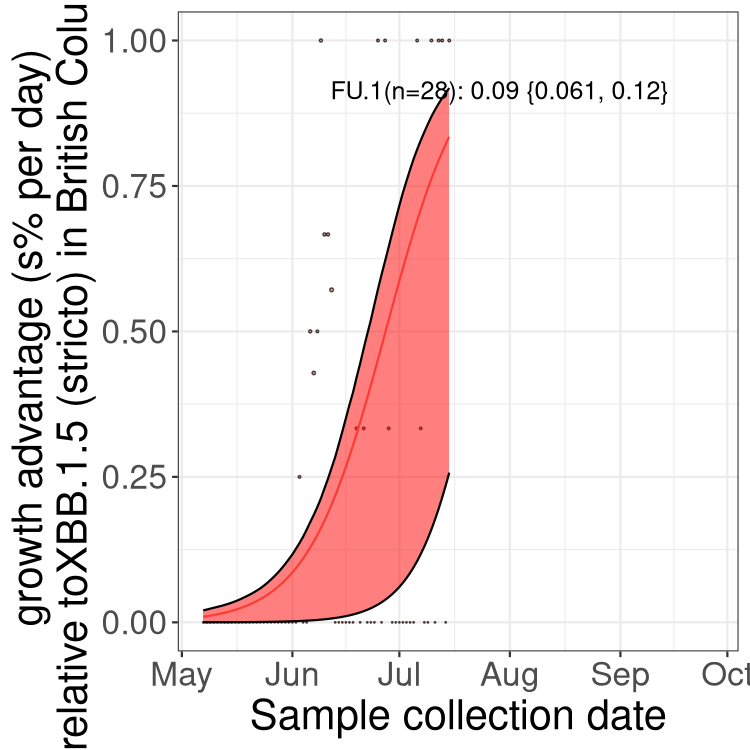 growth advantage (s% per day)
relative toXBB.1.5 (stricto) in British Colu
1.00
0.75
0.50
0.25
0.00
FU.1(n=28): 0.09 {0.061, 0.12}
May Jun Jul Aug Sep Oct
Sample collection date